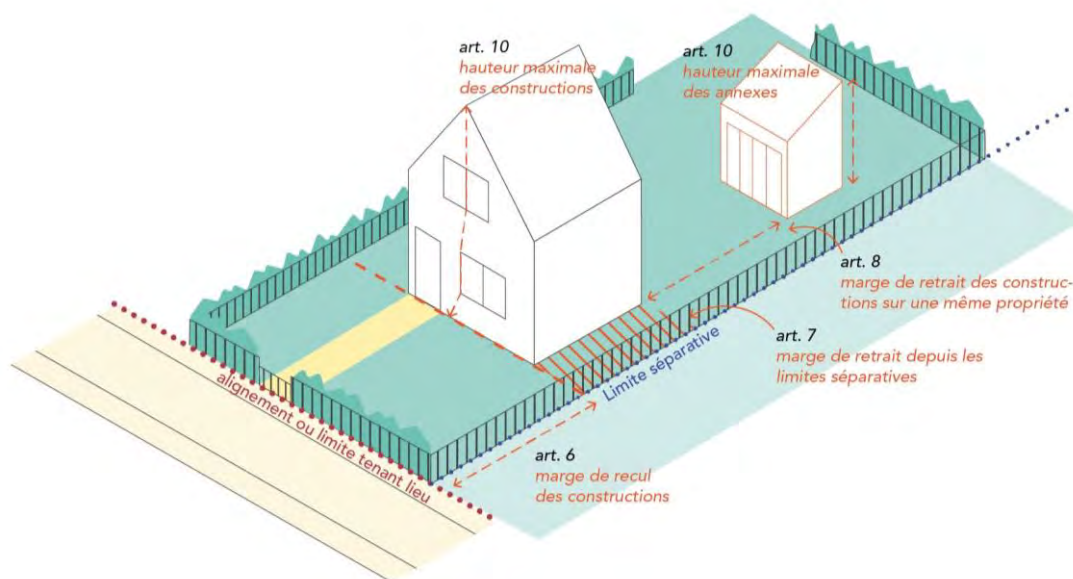 art. 10
hauteur maximale
des constructions
art. 10
hauteur maximale
des annexes
art. 8
marge de retrait des construc-
tions sur une même propriété
art. 7
marge de retrait depuis les
limites séparatives
Limite séparative
alignement ou limite tenant lieu
art. 6
marge de recul
des constructions